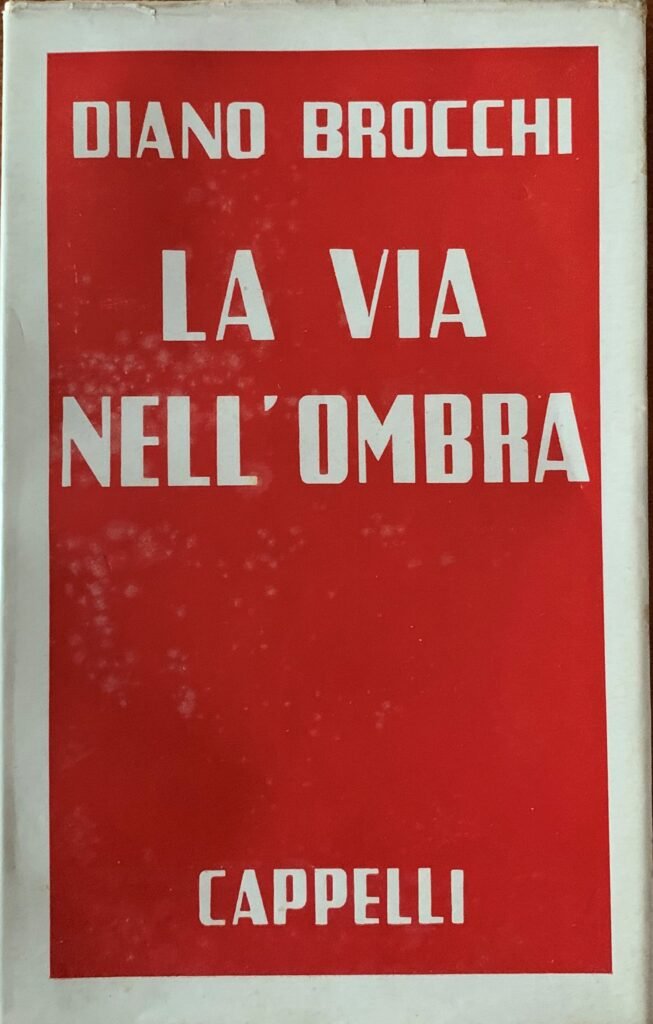 DIANO BROCCHI
LA VIA
NELL'OMBRA
CAPPELLI